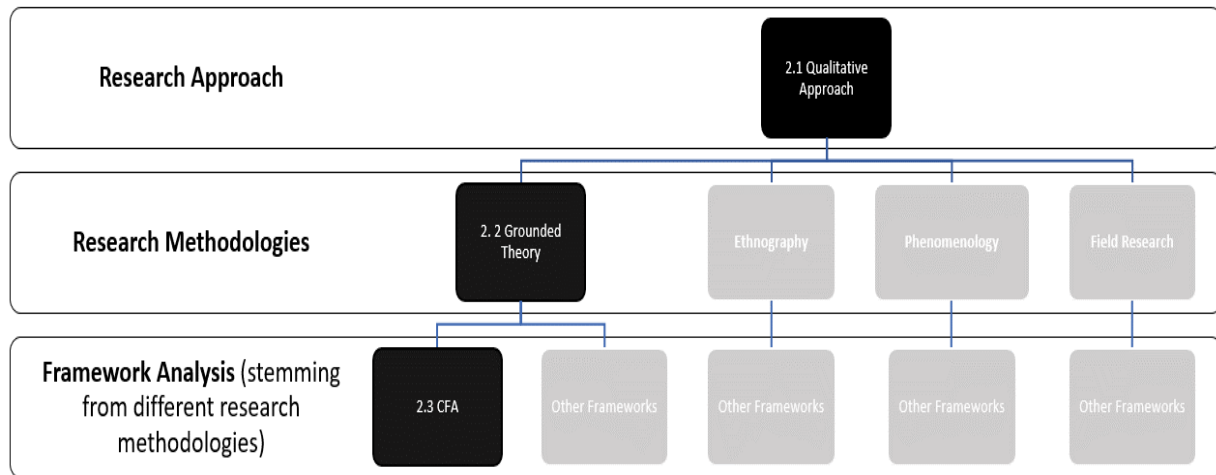 Research Approach
2.1 Qualitative
Approach
Research Methodologies
2. 2 Grounded
Theory
Ethnography
Phenomenology
Field Research
Framework Analysis (stemming
from different research
methodologies)
2.3 CFA
Other Frameworks
Other Frameworks
Other Frameworks
Other Frameworks